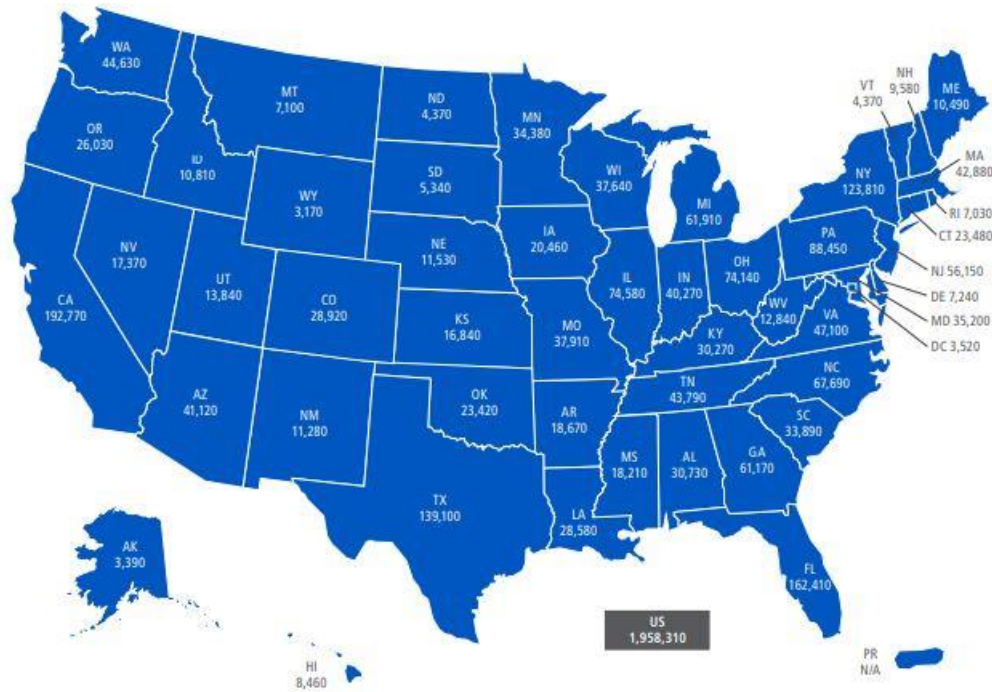 WA
44,630
MT
7,100
ND
4,370
MN
34,380
VT
4,370
NH
9,580
ME
10,490
OR
26,030
ID
10,810
WY
3,170
SD
5,340
WI
37,640
MI
61,910
NY
123,810
MA
42,880
RI 7,030
CT 23,480
NV
17,370
UT
13,840
NE
11,530
IA
20,460
IL
74,580
IN
40,270
OH
74,140
PA
88,450
NJ 56,150
DE 7,240
MD 35,200
DC 3,520
CA
192,770
CO
28,920
KS
16,840
MO
37,910
KY
30,270
WV
12,840
VA
47,100
AZ
41,120
NM
11,280
OK
23,420
AR
18,670
TN
43,790
NC
67,690
SC
33,890
TX
139,100
LA
28,580
MS
18,210
AL
30,730
GA
61,170
FL
162,410
AK
3,390
HI
8,460
US
1,958,310
PR
N/A